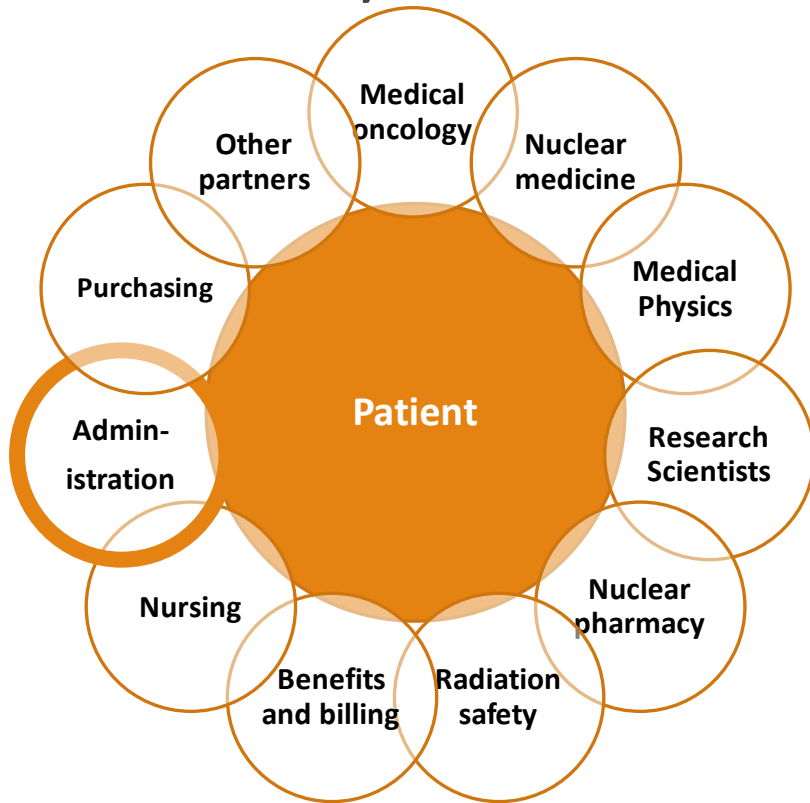 Medical
oncology
Nuclear
medicine
Medical
Physics
Research
Scientists
Nuclear
pharmacy
Radiation
safety
Benefits
and billing
Nursing
Admin-
istration
Purchasing
Other
partners
Patient